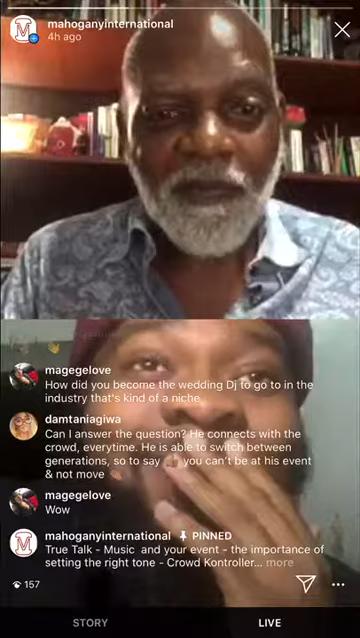 mahoganyinternational
4h ago
magegelove
How did you become the wedding Dj to go to in the
industry that's kind of a niche
damtaniagiwa
Can I answer the question? He connects with the
crowd, everytime. He is able to switch between
generations, so to say you can't be at his event
& not move
magegelove
Wow
mahoganyinternational PINNED
True Talk - Music and your event - the importance of
setting the right tone - Crowd Kontroller... more
157
STORY LIVE